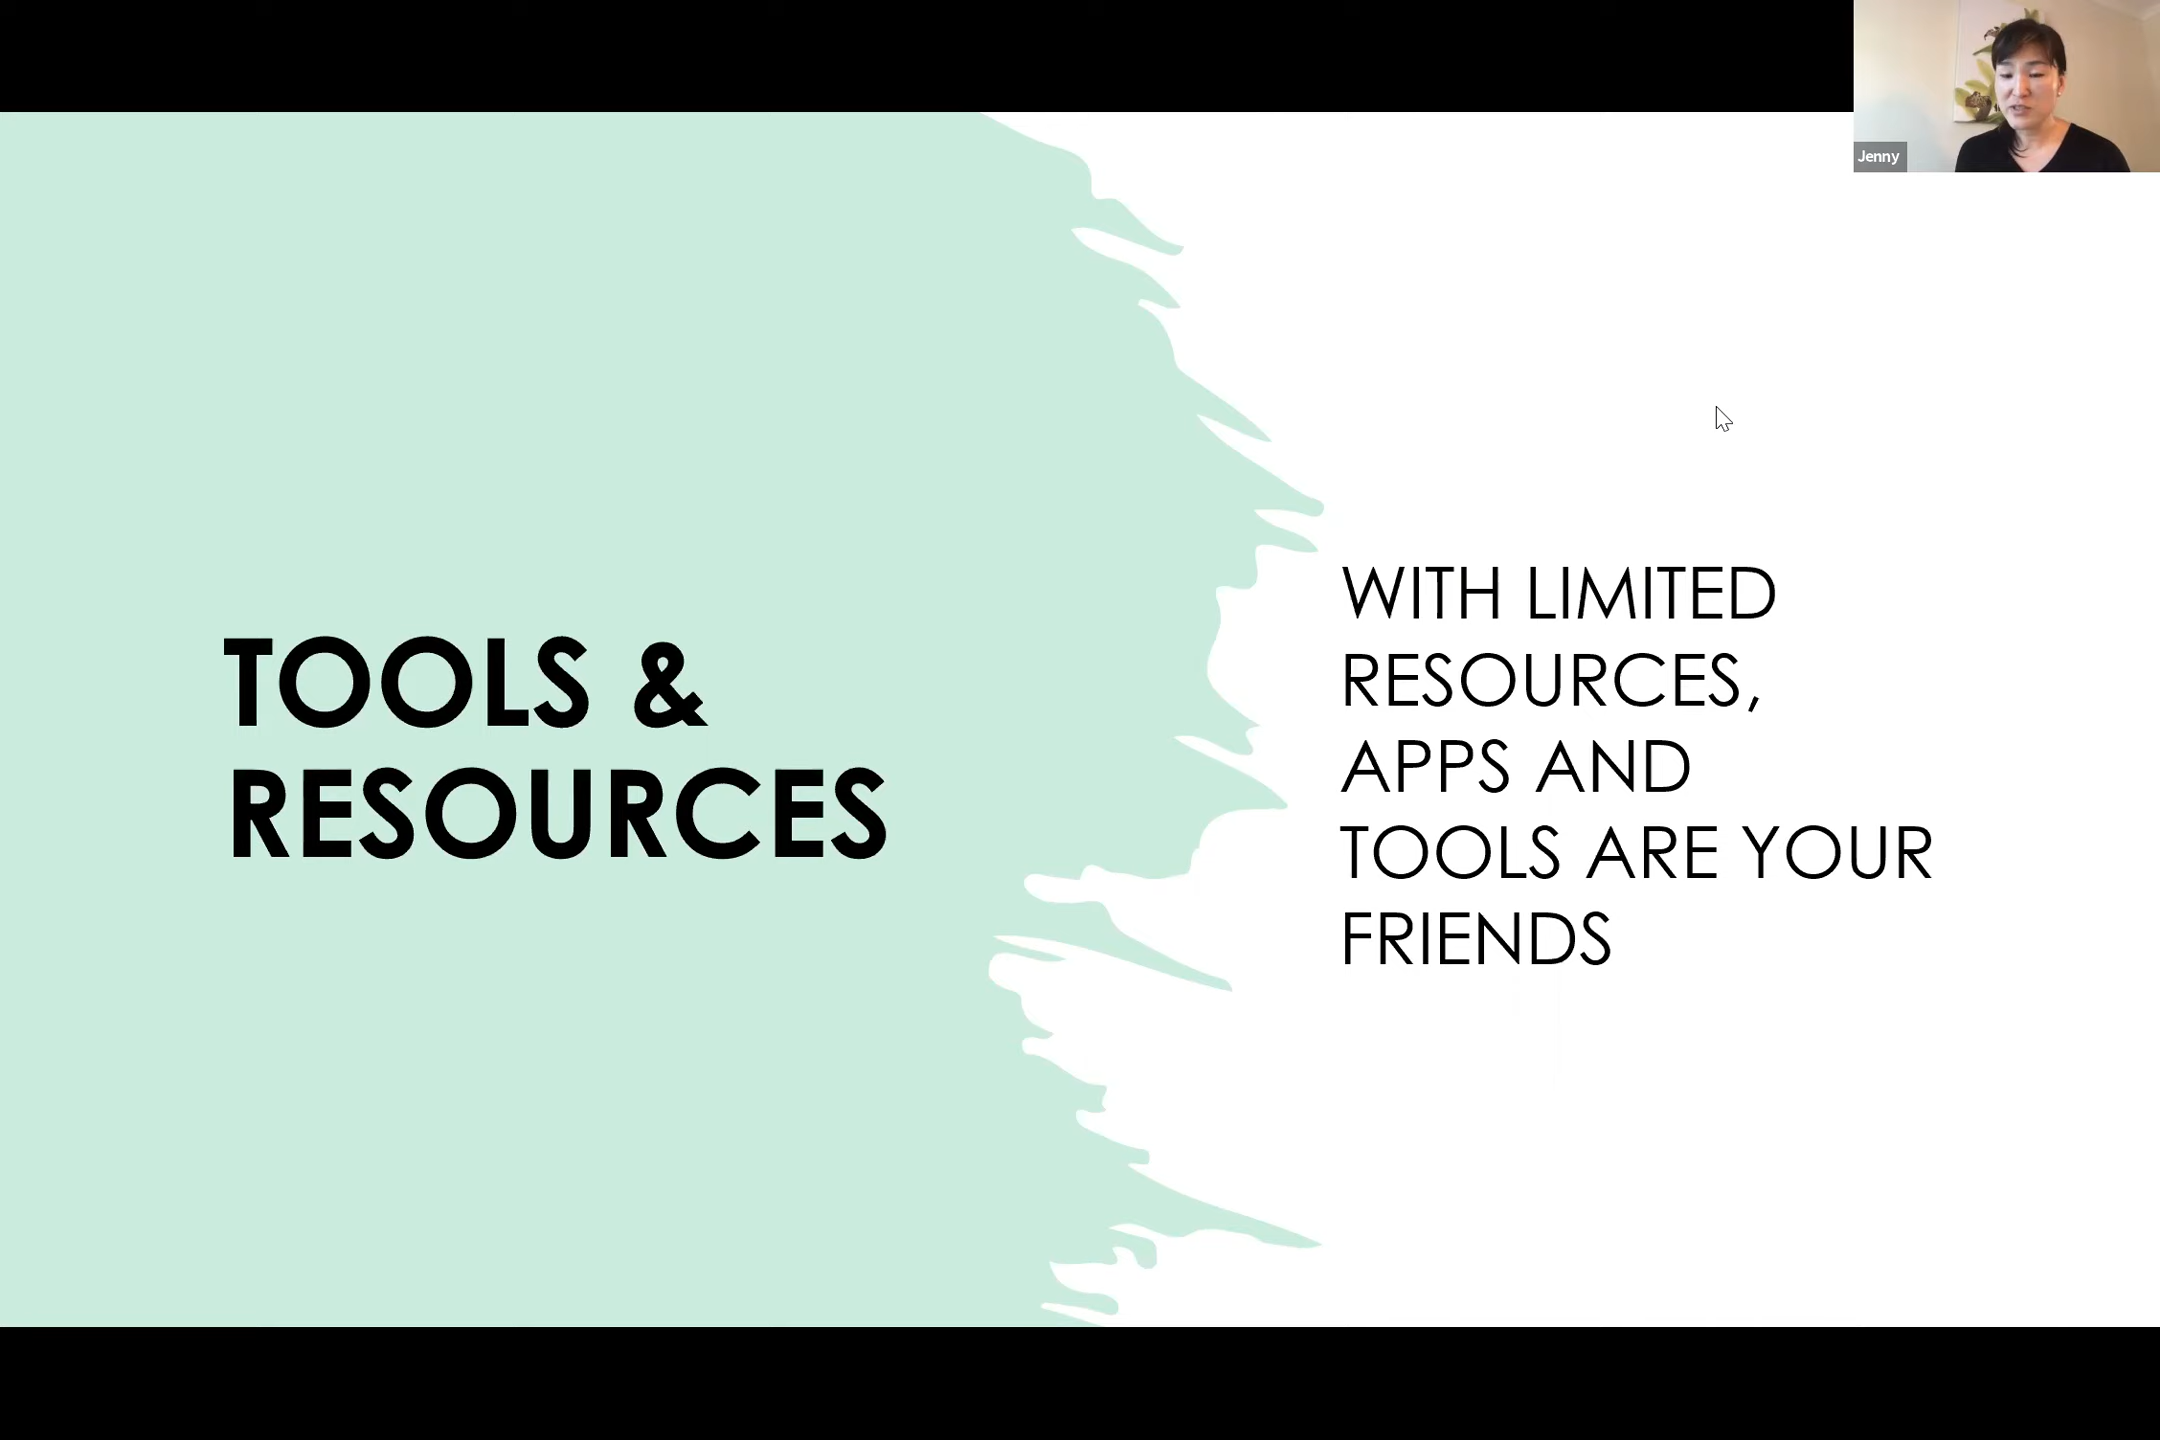 Jenny
TOOLS &
RESOURCES
WITH LIMITED
RESOURCES,
APPS AND
TOOLS ARE YOUR
FRIENDS